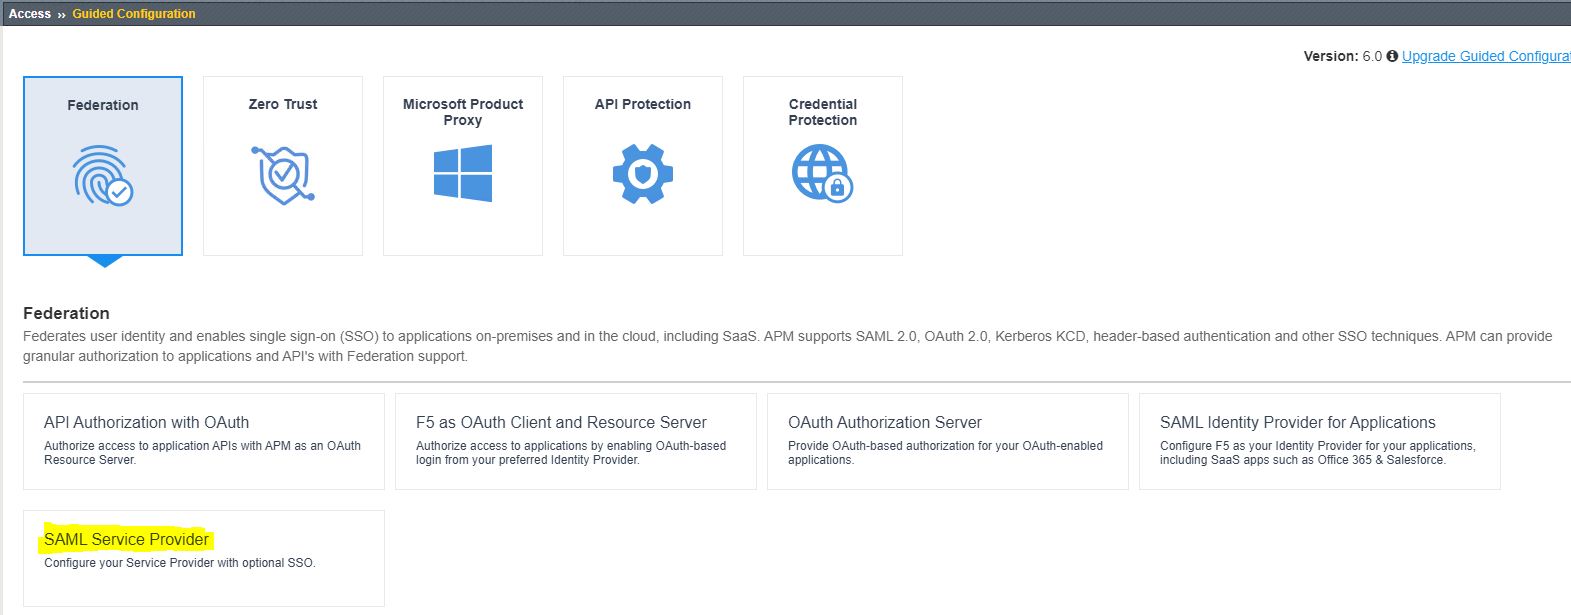 Access ›› Guided Configuration
Version: 6.0 Upgrade Guided Configurat
Federation
Zero Trust
Microsoft Product
Proxy
API Protection
Credential
Protection
Federation
Federates user identity and enables single sign-on (SSO) to applications on-premises and in the cloud, including SaaS. APM supports SAML 2.0, OAuth 2.0, Kerberos KCD, header-based authentication and other SSO techniques. APM can provide
granular authorization to applications and API's with Federation support.
API Authorization with OAuth
Authorize access to application APIs with APM as an OAuth
Resource Server.
F5 as OAuth Client and Resource Server
Authorize access to applications by enabling OAuth-based
login from your preferred Identity Provider.
OAuth Authorization Server
Provide OAuth-based authorization for your OAuth-enabled
applications.
SAML Identity Provider for Applications
Configure F5 as your Identity Provider for your applications,
including SaaS apps such as Office 365 & Salesforce.
SAML Service Provider
Configure your Service Provider with optional SSO.